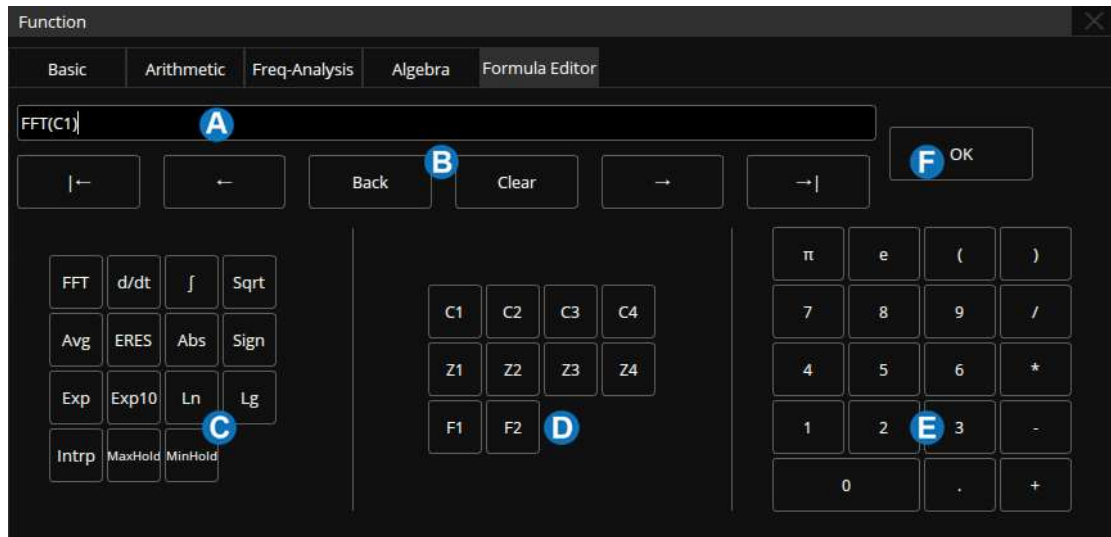 Function
Basic Arithmetic Freq-Analysis Algebra Formula Editor
FFT(C1) A
F OK
|← ← Back B Clear → →|
π e ( )
FFT d/dt ∫ Sqrt
C1 C2 C3 C4
7 8 9 /
Avg ERES Abs Sign
Z1 Z2 Z3 Z4
4 5 6 *
Exp Exp10 Ln Lg
F1 F2 D
1 2 E 3 -
C
Intrp MaxHold MinHold
0 . +